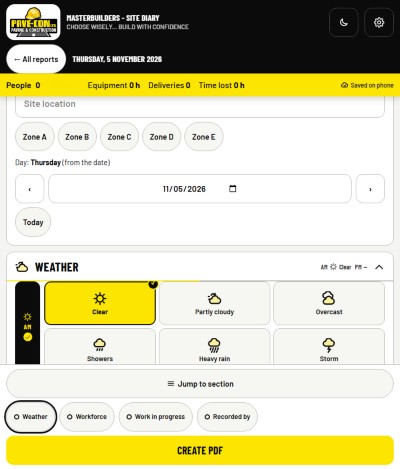 PAVE-CON LTD
PAVING & CONSTRUCTION
MASTERBUILDERS - SITE DIARY
CHOOSE WISELY... BUILD WITH CONFIDENCE
← All reports
THURSDAY, 5 NOVEMBER 2026
People 0 Equipment 0 h Deliveries 0 Time lost 0 h Saved on phone
Site location
Zone A Zone B Zone C Zone D Zone E
Day: Thursday (from the date)
‹ 11/05/2026 ›
Today
WEATHER AM Clear PM –
AM
Clear Partly cloudy Overcast
Showers Heavy rain Storm
≡ Jump to section
Weather Workforce Work in progress Recorded by
CREATE PDF